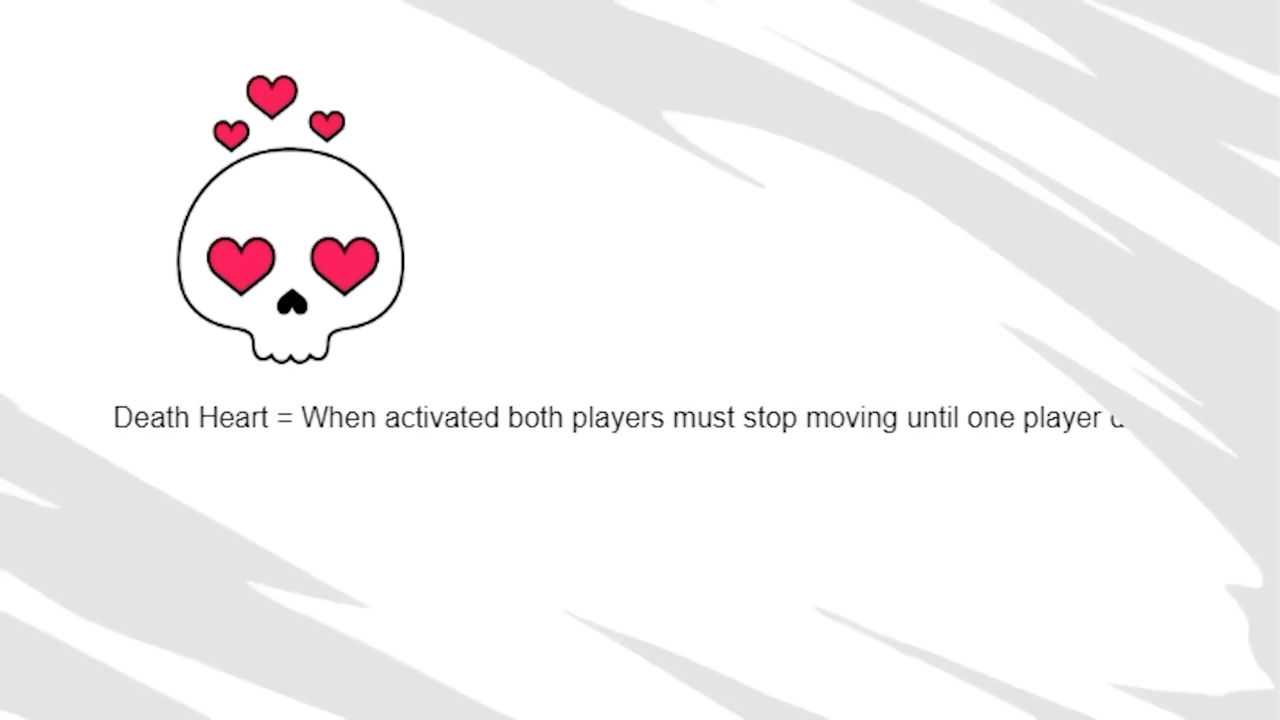 Death Heart = When activated both players must stop moving until one player